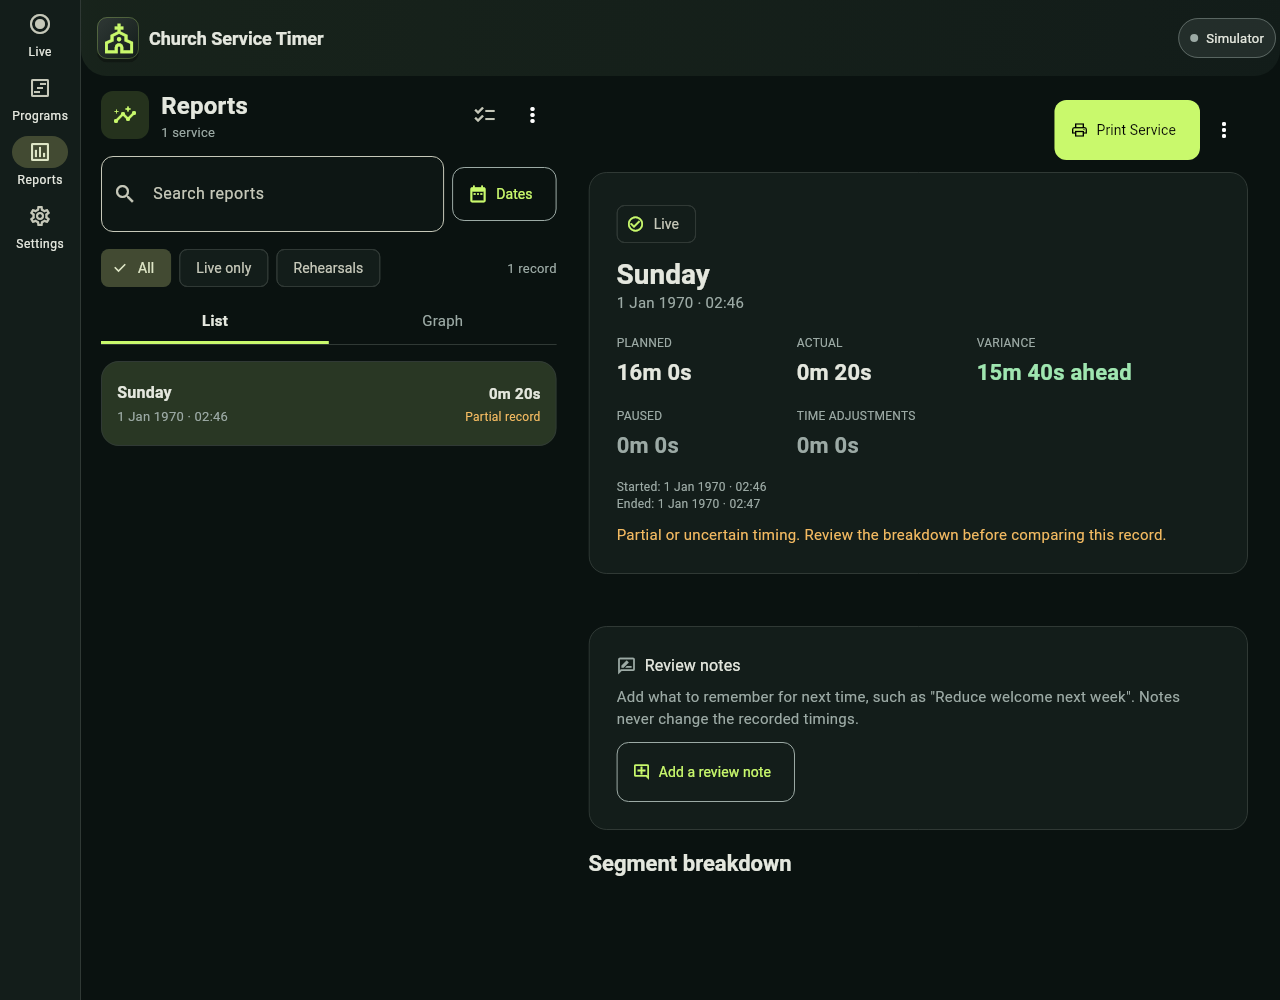 Live
Programs
Reports
Settings
Church Service Timer
Simulator
Reports
1 service
Search reports
Dates
All
Live only
Rehearsals
1 record
List
Graph
Sunday
0m 20s
1 Jan 1970 · 02:46
Partial record
Print Service
Live
Sunday
1 Jan 1970 · 02:46
PLANNED
ACTUAL
VARIANCE
16m 0s
0m 20s
15m 40s ahead
PAUSED
TIME ADJUSTMENTS
0m 0s
0m 0s
Started: 1 Jan 1970 · 02:46
Ended: 1 Jan 1970 · 02:47
Partial or uncertain timing. Review the breakdown before comparing this record.
Review notes
Add what to remember for next time, such as "Reduce welcome next week". Notes
never change the recorded timings.
Add a review note
Segment breakdown